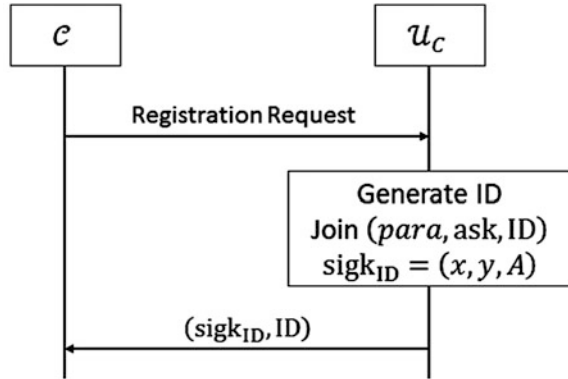 𝒞
𝒰_C
Registration Request
Generate ID
Join (para, ask, ID)
sigk_ID = (x, y, A)
(sigk_ID, ID)